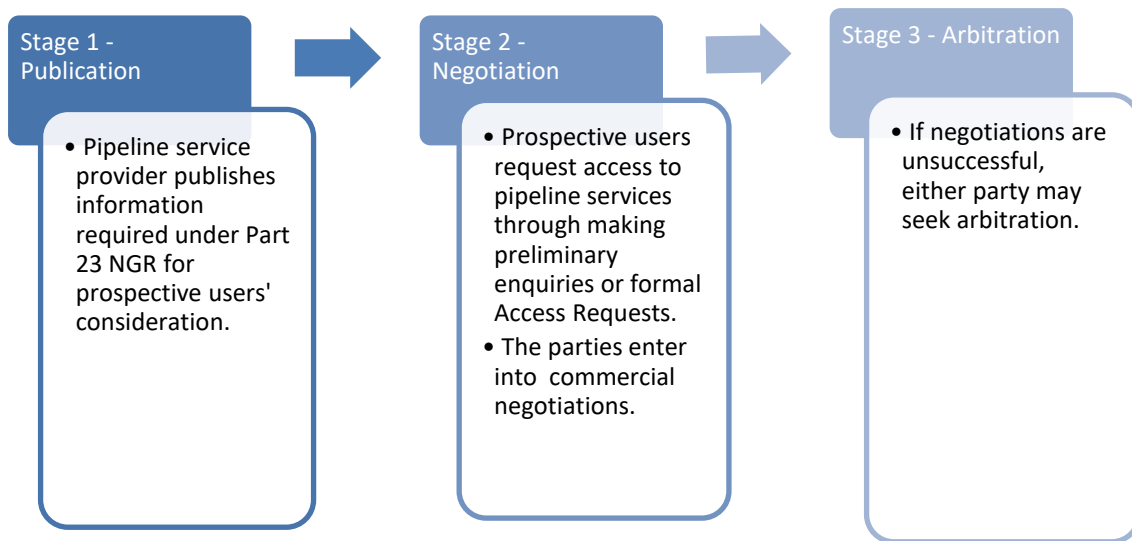 Stage 1 -
Publication
• Pipeline service
provider publishes
information
required under Part
23 NGR for
prospective users'
consideration.
Stage 2 -
Negotiation
• Prospective users
request access to
pipeline services
through making
preliminary
enquiries or formal
Access Requests.
• The parties enter
into commercial
negotiations.
Stage 3 - Arbitration
• If negotiations are
unsuccessful,
either party may
seek arbitration.